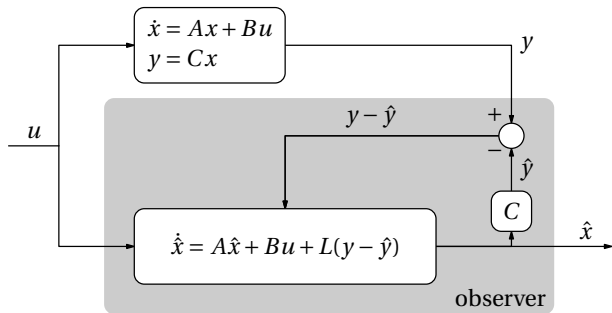 ẋ = Ax + Bu
y = Cx
y
u
y − ŷ
+
−
ŷ
C
x̂̇ = Ax̂ + Bu + L(y − ŷ)
x̂
observer